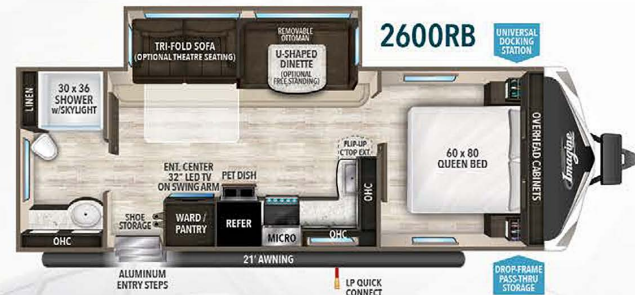 2600RB
UNIVERSAL
DOCKING
STATION
TRI-FOLD SOFA
(OPTIONAL THEATRE SEATING)
REMOVABLE
OTTOMAN
U-SHAPED
DINETTE
(OPTIONAL
FREE STANDING)
LINEN
30 x 36
SHOWER
w/SKYLIGHT
FLIP-UP
C'TOP EXT.
60 x 80
QUEEN BED
OVERHEAD CABINETS
Imagine
ENT. CENTER
32" LED TV
ON SWING ARM
PET DISH
OHC
SHOE
STORAGE
WARD /
PANTRY
REFER
MICRO
OHC
OHC
21' AWNING
ALUMINUM
ENTRY STEPS
LP QUICK
CONNECT
DROP-FRAME
PASS-THRU
STORAGE